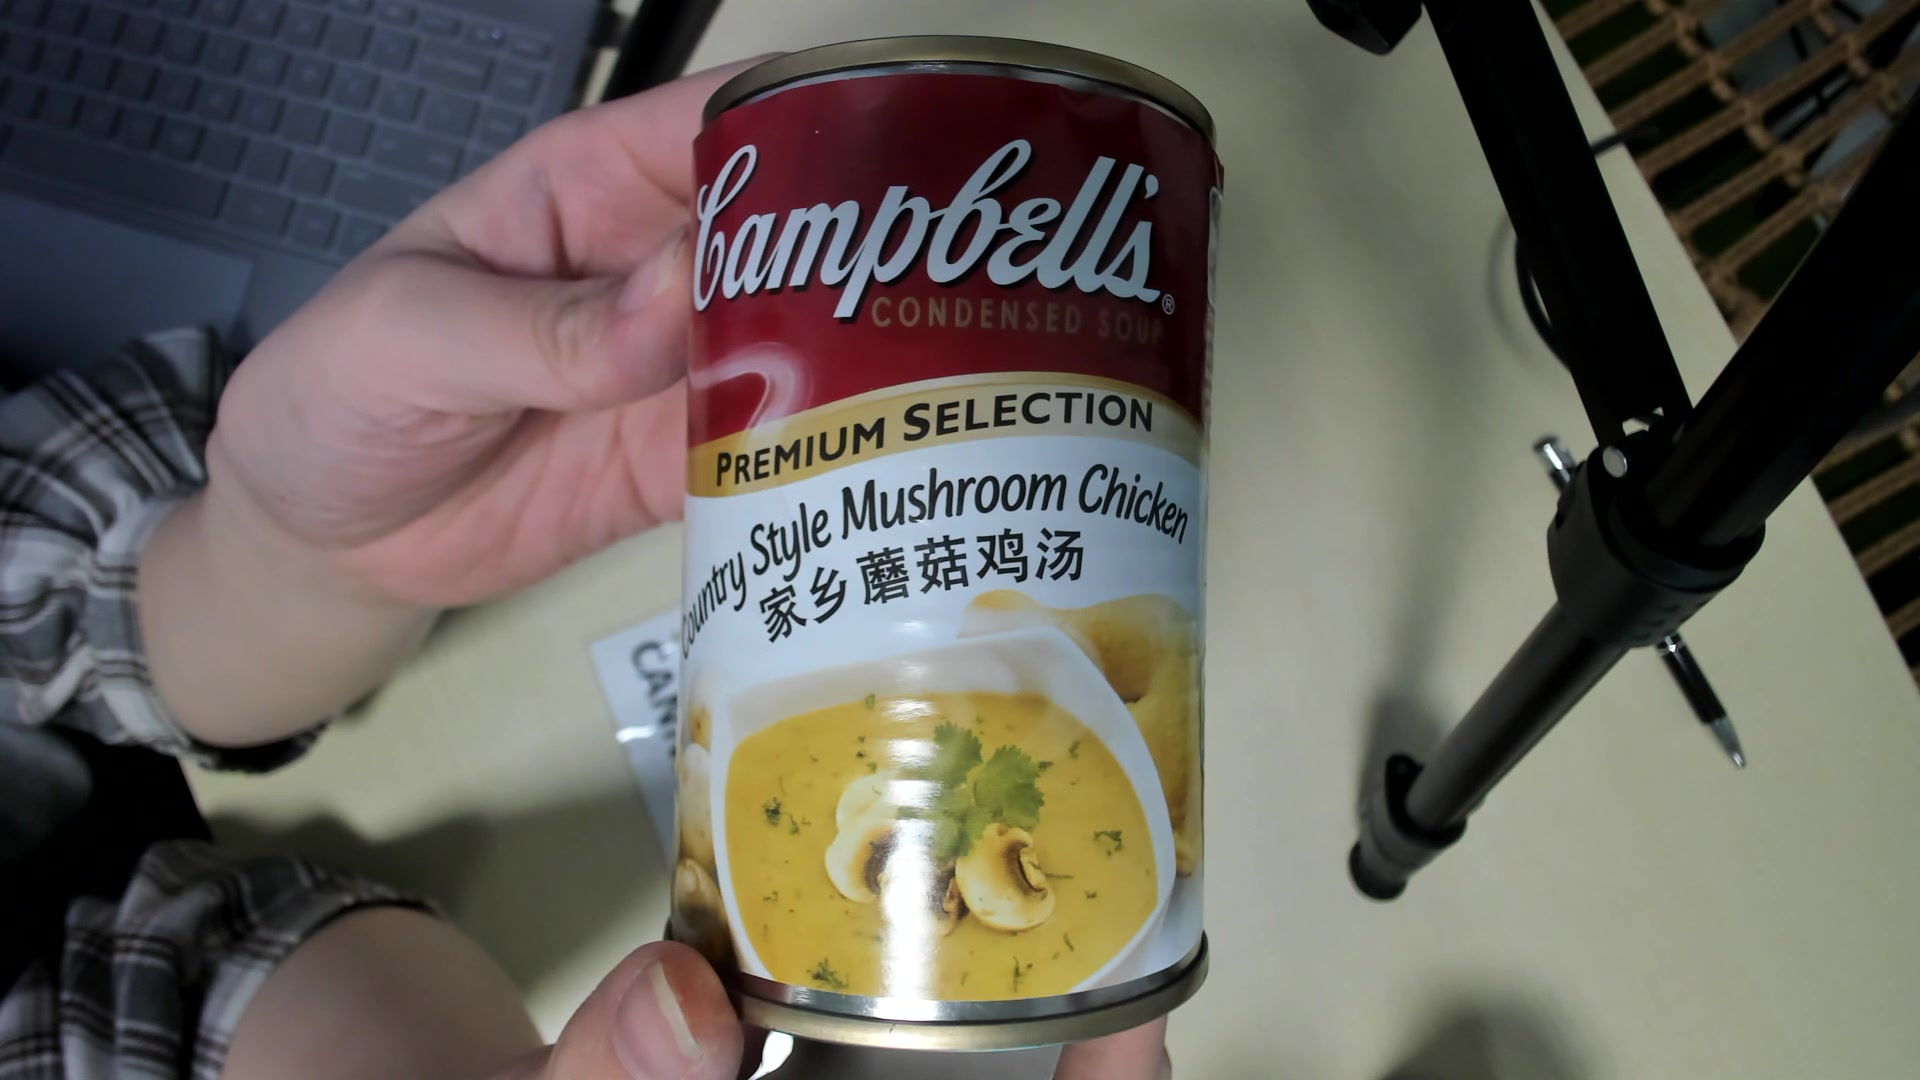 Campbell's®
CONDENSED SOUP
PREMIUM SELECTION
Country Style Mushroom Chicken
家乡蘑菇鸡汤